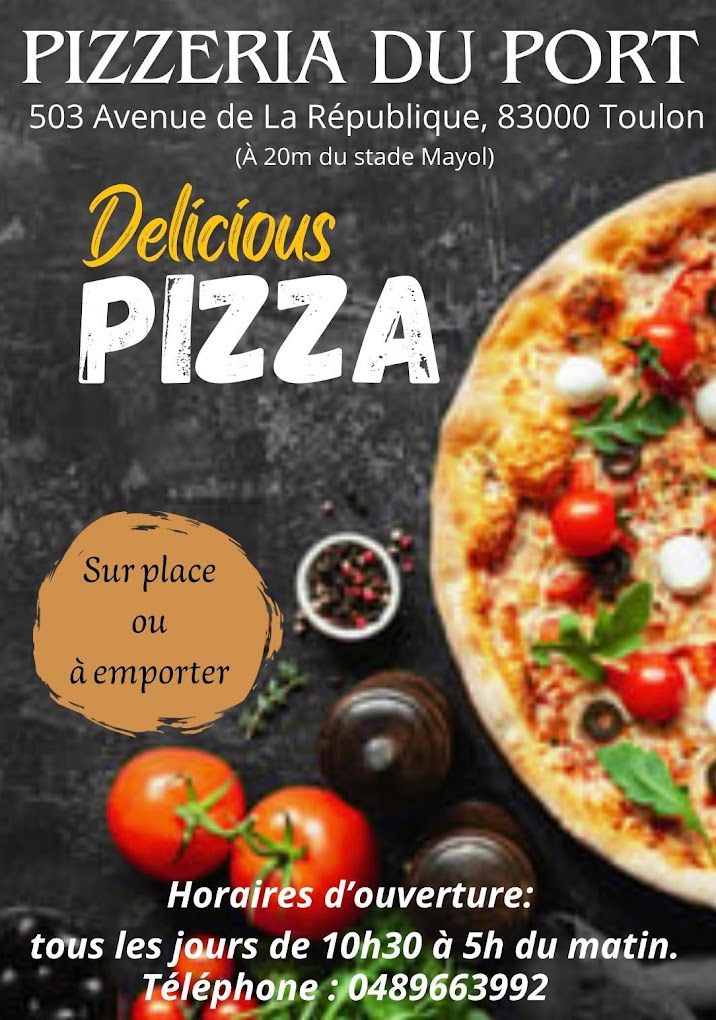 PIZZERIA DU PORT
503 Avenue de La République, 83000 Toulon
(À 20m du stade Mayol)
Delicious
PIZZA
Sur place
ou
à emporter
Horaires d’ouverture:
tous les jours de 10h30 à 5h du matin.
Téléphone : 0489663992